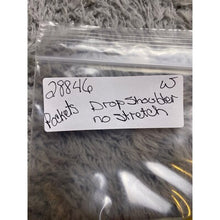 28846 W
Pockets Drop Shoulder
no stretch